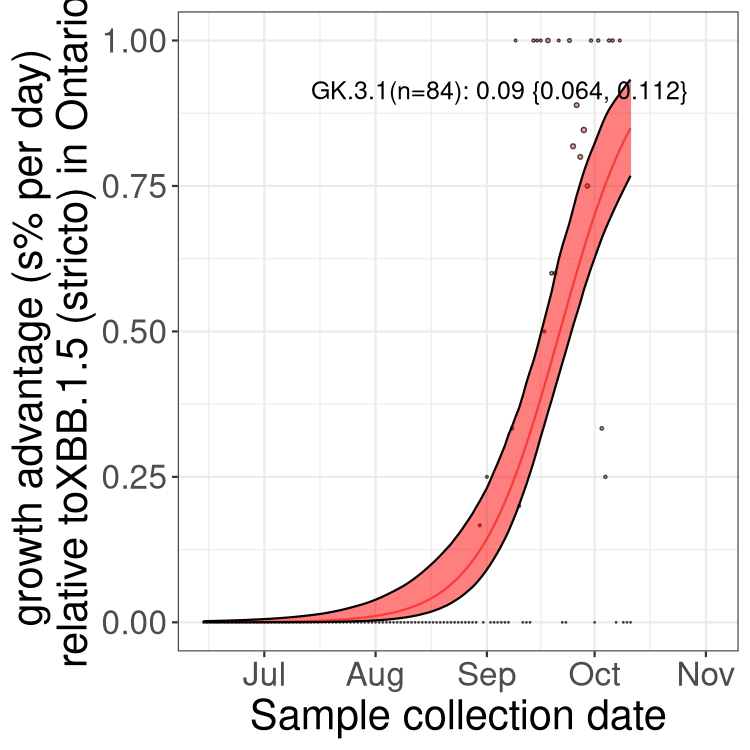 growth advantage (s% per day)
relative toXBB.1.5 (stricto) in Ontario
1.00
0.75
0.50
0.25
0.00
GK.3.1(n=84): 0.09 {0.064, 0.112}
Jul Aug Sep Oct Nov
Sample collection date